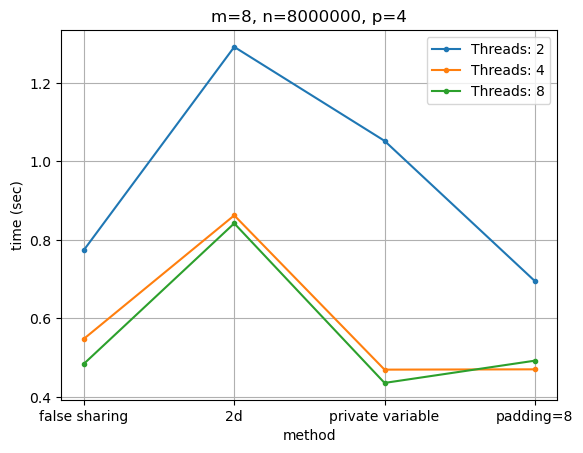 m=8, n=8000000, p=4
Threads: 2
Threads: 4
Threads: 8
time (sec)
1.2
1.0
0.8
0.6
0.4
false sharing
2d
private variable
padding=8
method